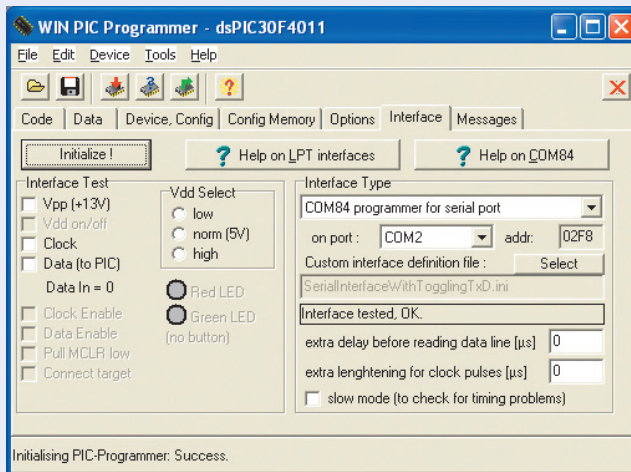 WIN PIC Programmer - dsPIC30F4011
File Edit Device Tools Help
Code Data Device, Config Config Memory Options Interface Messages
Initialize !
? Help on LPT interfaces
? Help on COM84
Interface Test
Vpp (+13V)
Vdd on/off
Clock
Data (to PIC)
Data In = 0
Clock Enable
Data Enable
Pull MCLR low
Connect target
Vdd Select
low
norm (5V)
high
Red LED
Green LED
(no button)
Interface Type
COM84 programmer for serial port
on port : COM2 addr: 02F8
Custom interface definition file : Select
SerialInterfaceWithTogglingTxD.ini
Interface tested, OK.
extra delay before reading data line [µs] 0
extra lenghtening for clock pulses [µs] 0
slow mode (to check for timing problems)
Initialising PIC-Programmer: Success.